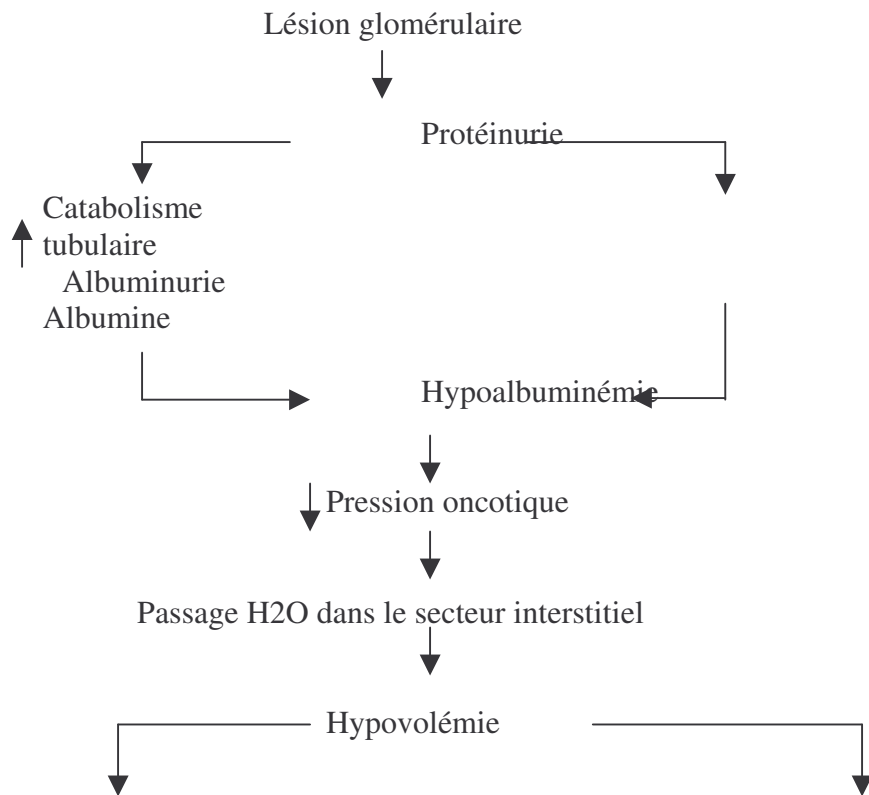 Lésion glomérulaire
Protéinurie
Catabolisme
tubulaire
Albuminurie
Albumine
Hypoalbuminémie
Pression oncotique
Passage H2O dans le secteur interstitiel
Hypovolémie